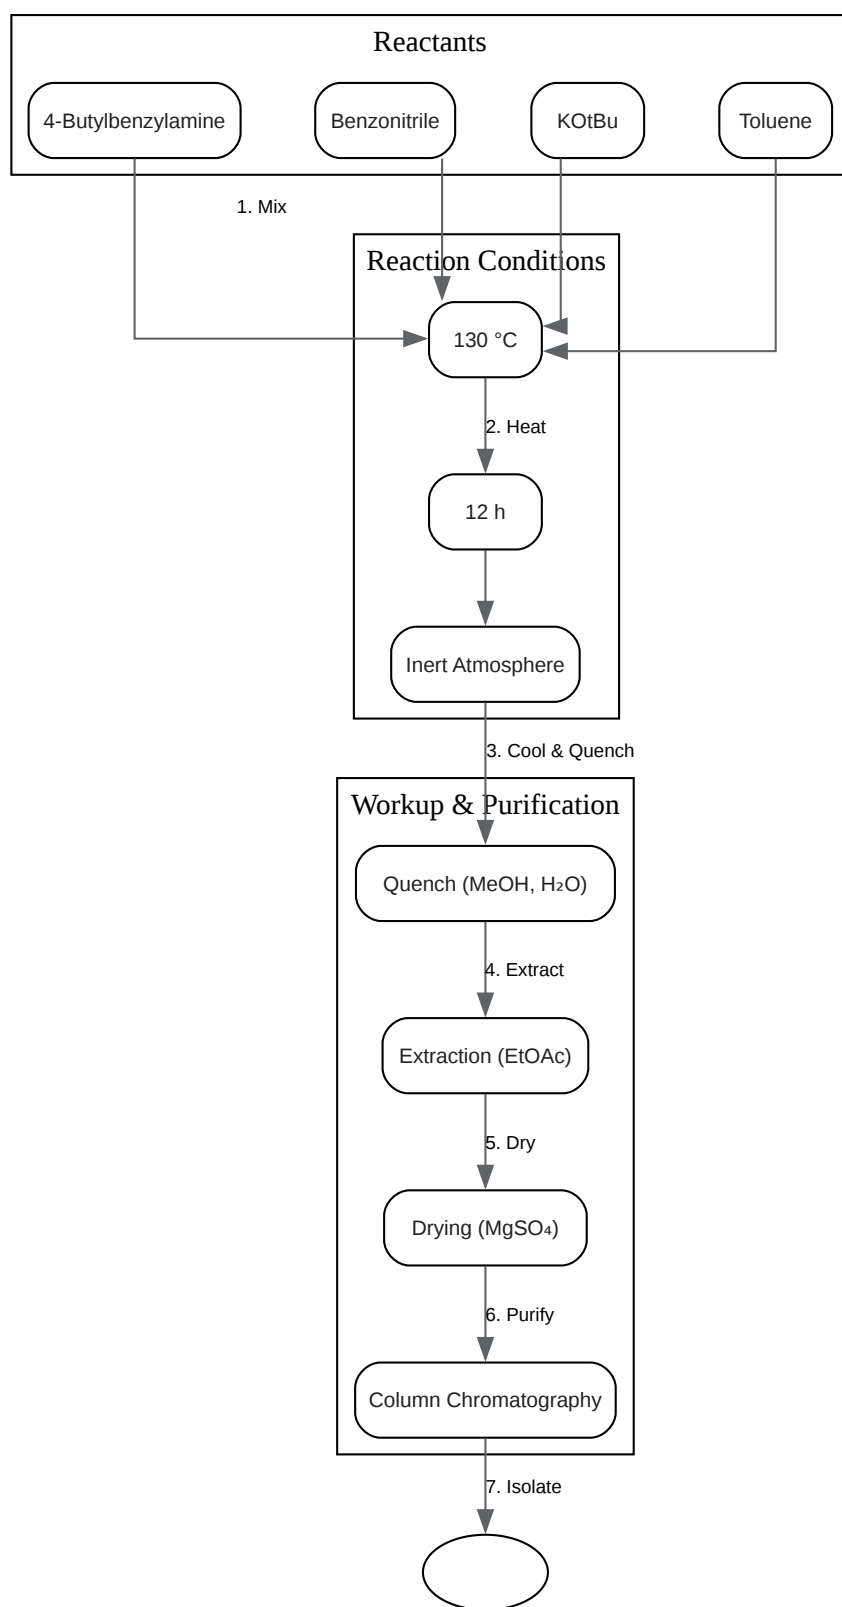 Reactants
4-Butylbenzylamine
Benzonitrile
KOtBu
Toluene
1. Mix
Reaction Conditions
130 °C
2. Heat
12 h
Inert Atmosphere
3. Cool & Quench
Workup & Purification
Quench (MeOH, H₂O)
4. Extract
Extraction (EtOAc)
5. Dry
Drying (MgSO₄)
6. Purify
Column Chromatography
7. Isolate